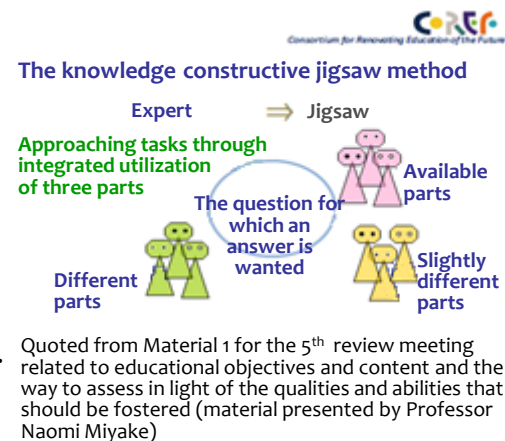 CoREF
Consortium for Renovating Education of the Future
The knowledge constructive jigsaw method
Expert ⇒ Jigsaw
Approaching tasks through
integrated utilization
of three parts
Available
parts
The question for
which an
answer is
wanted
Different
parts
Slightly
different
parts
Quoted from Material 1 for the 5th review meeting
related to educational objectives and content and the
way to assess in light of the qualities and abilities that
should be fostered (material presented by Professor
Naomi Miyake)